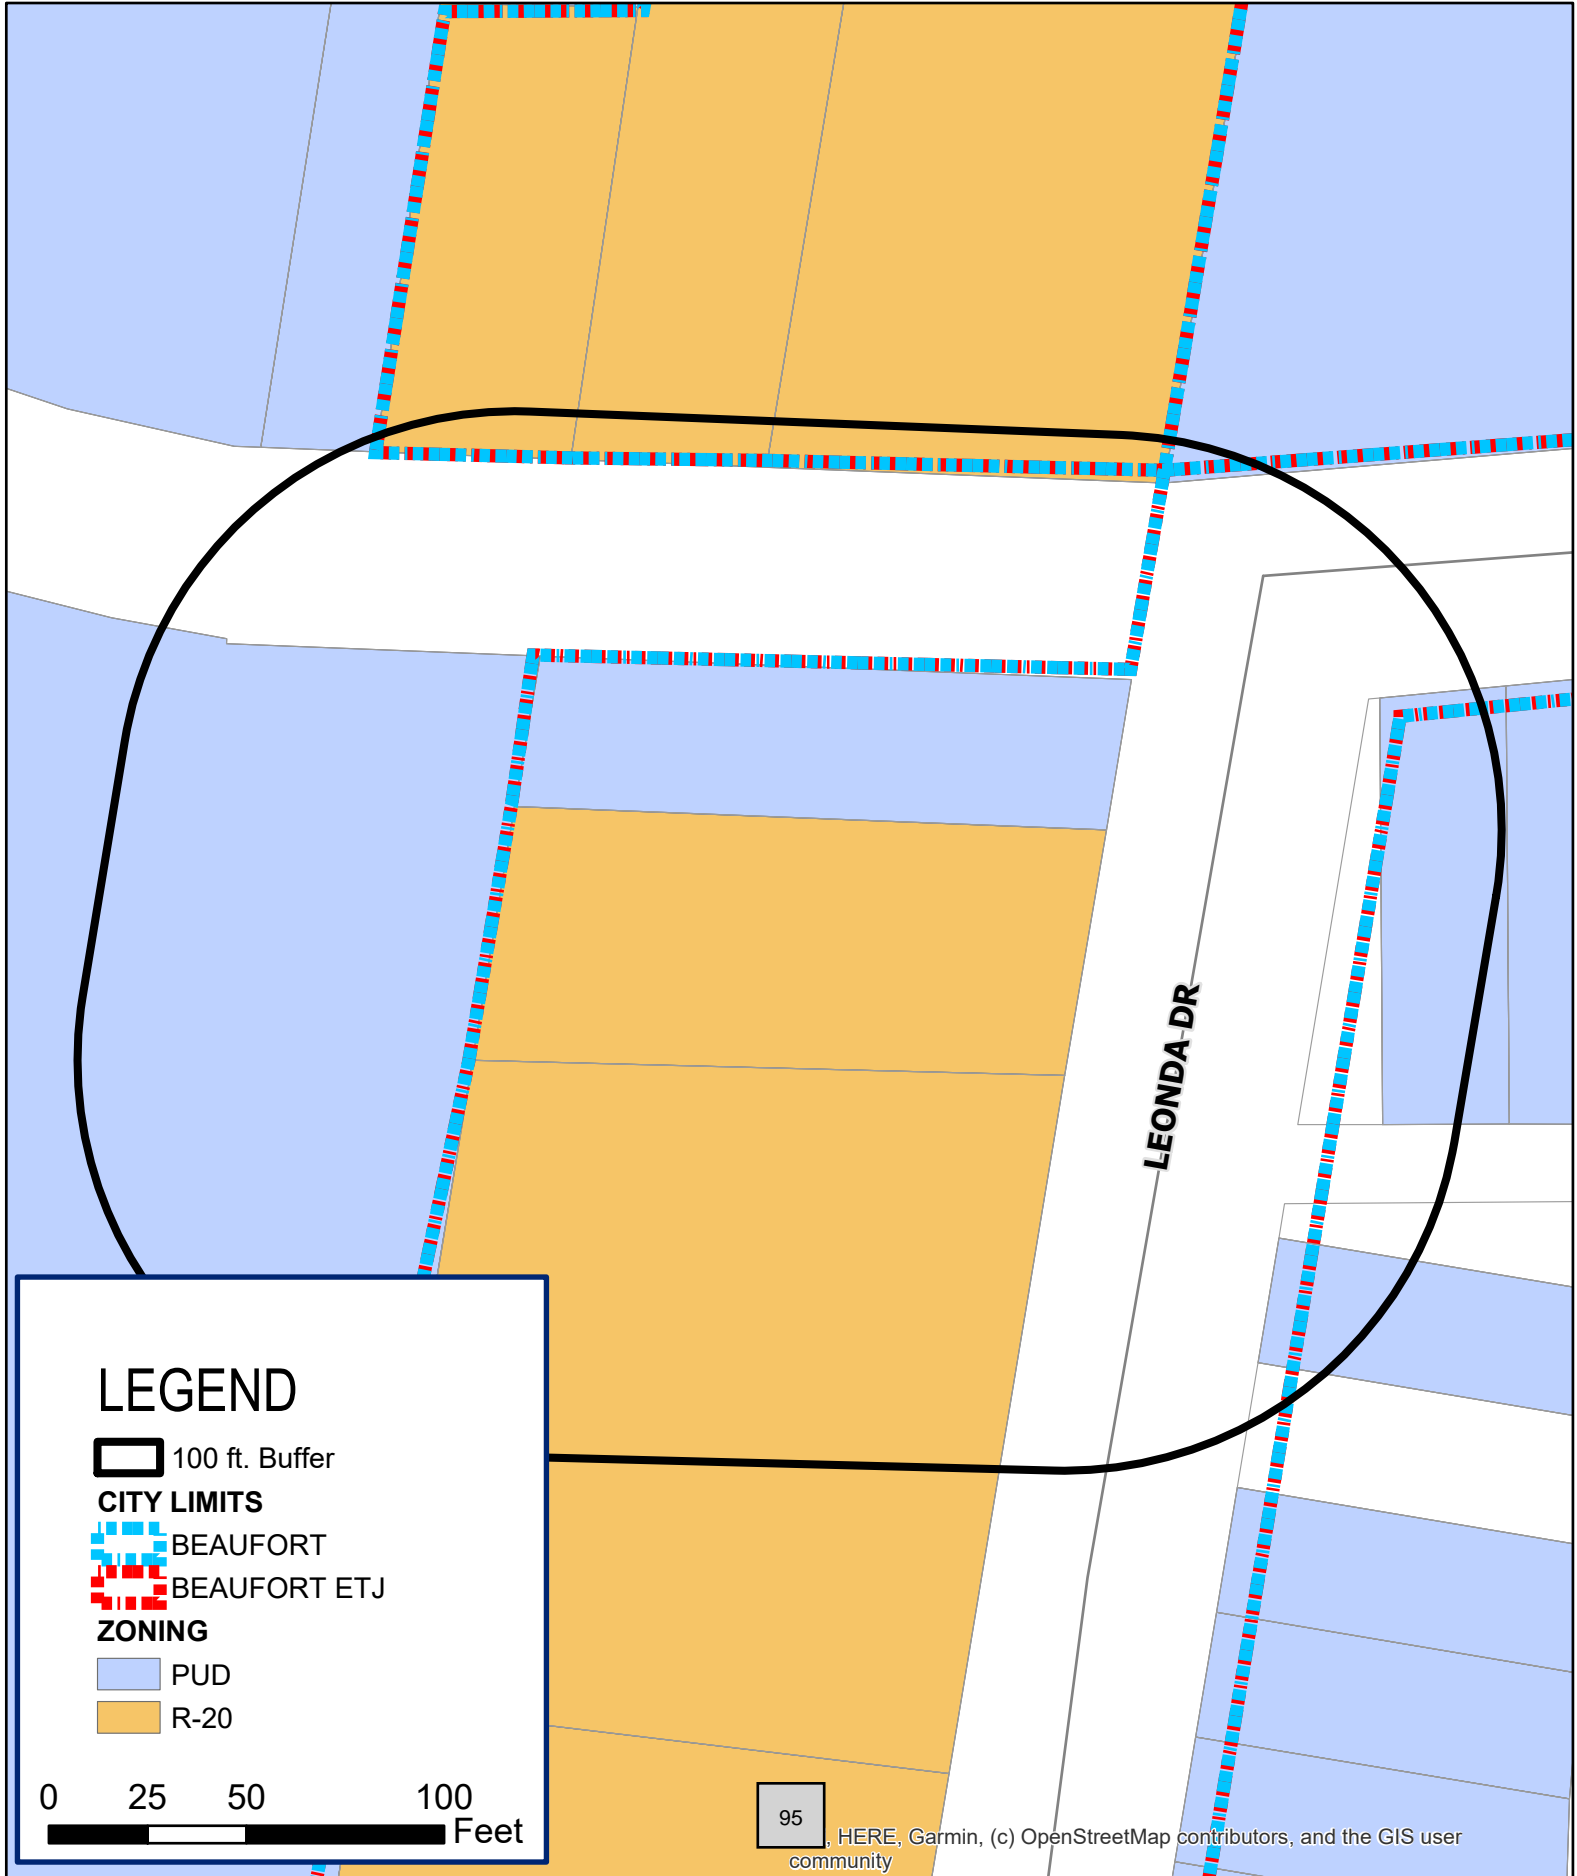 LEONDA DR
LEGEND
100 ft. Buffer
CITY LIMITS
BEAUFORT
BEAUFORT ETJ
ZONING
PUD
R-20
0 25 50 100
Feet
95
, HERE, Garmin, (c) OpenStreetMap contributors, and the GIS user
community